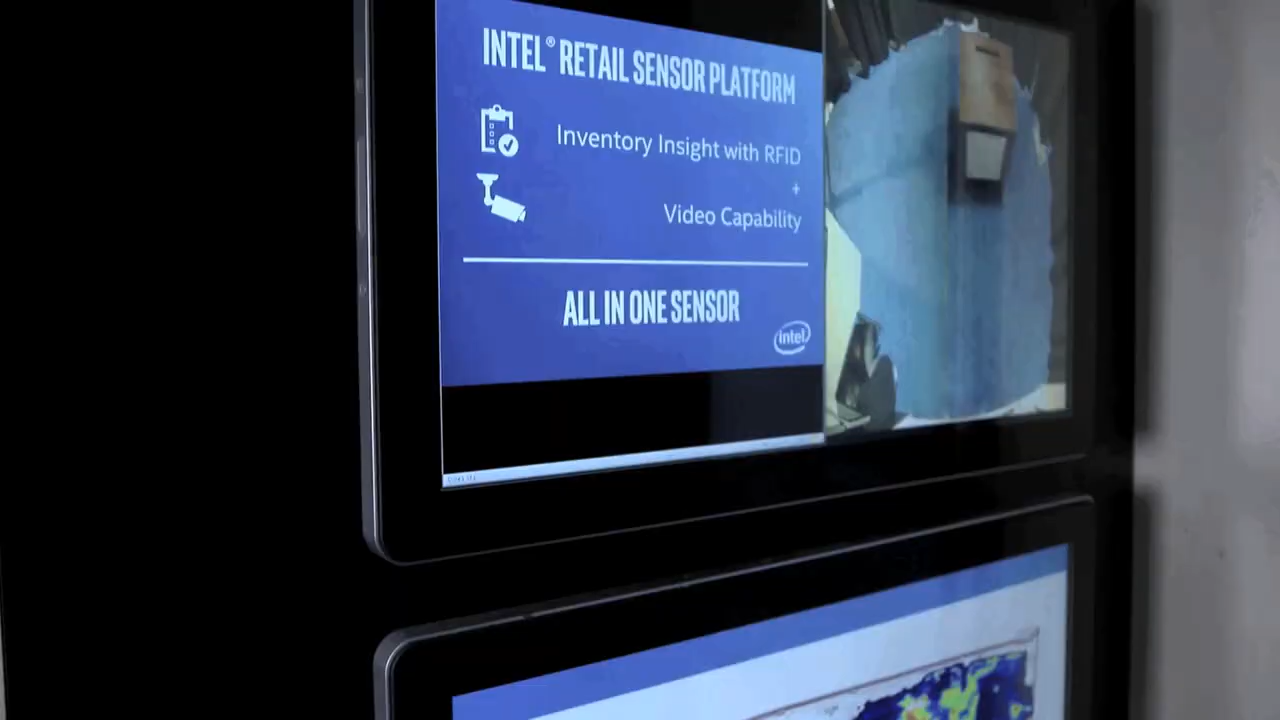 INTEL® RETAIL SENSOR PLATFORM
Inventory Insight with RFID
+
Video Capability
ALL IN ONE SENSOR
intel